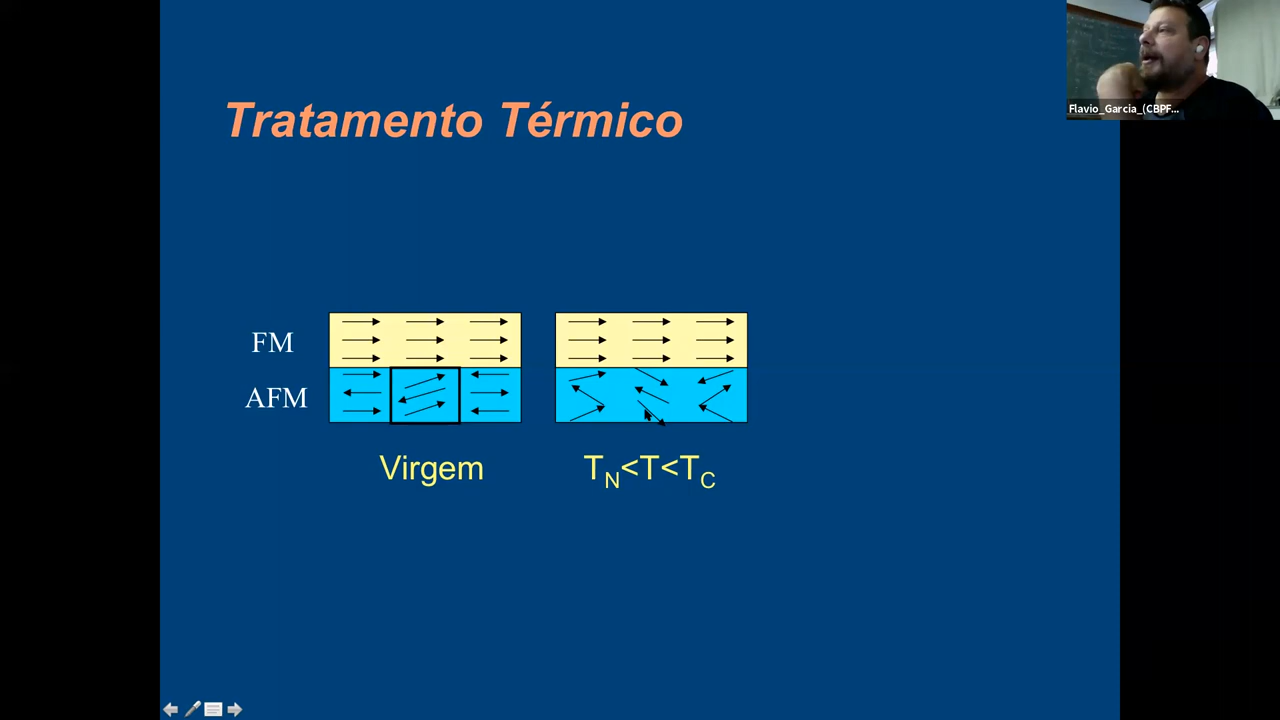 Flavio_Garcia_(CBPF...
Tratamento Térmico
FM
AFM
Virgem
T_N<T<T_C